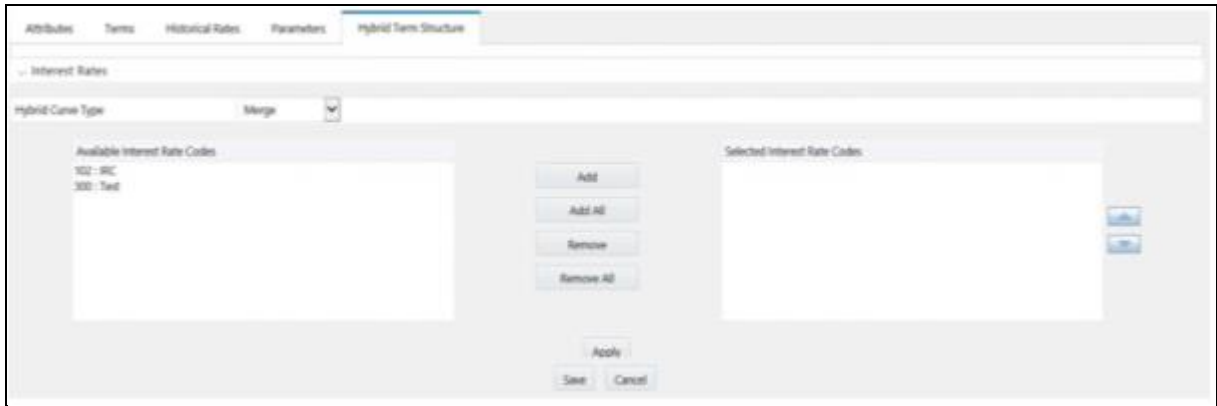 Attributes Terms Historical Rates Parameters Hybrid Term Structure
Interest Rates
Hybrid Curve Type Merge
Available Interest Rate Codes Selected Interest Rate Codes
102 : IRC
300 : Test
Add
Add All
Remove
Remove All
Apply
Save Cancel